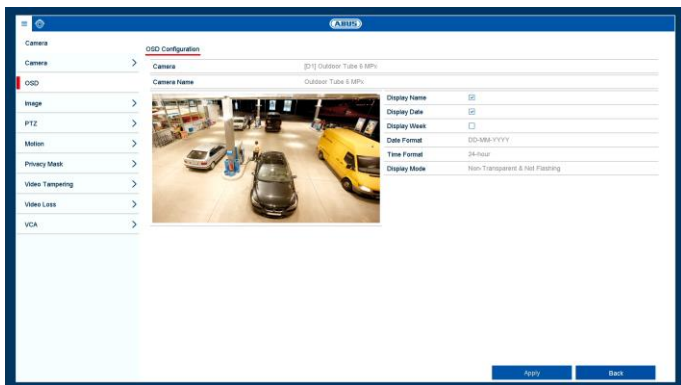 ABUS
Camera
Camera
OSD
Image
PTZ
Motion
Privacy Mask
Video Tampering
Video Loss
VCA
OSD Configuration
Camera [D1] Outdoor Tube 6 MPx
Camera Name Outdoor Tube 6 MPx
Display Name
Display Date
Display Week
Date Format DD-MM-YYYY
Time Format 24-hour
Display Mode Non-Transparent & Not Flashing
Apply Back